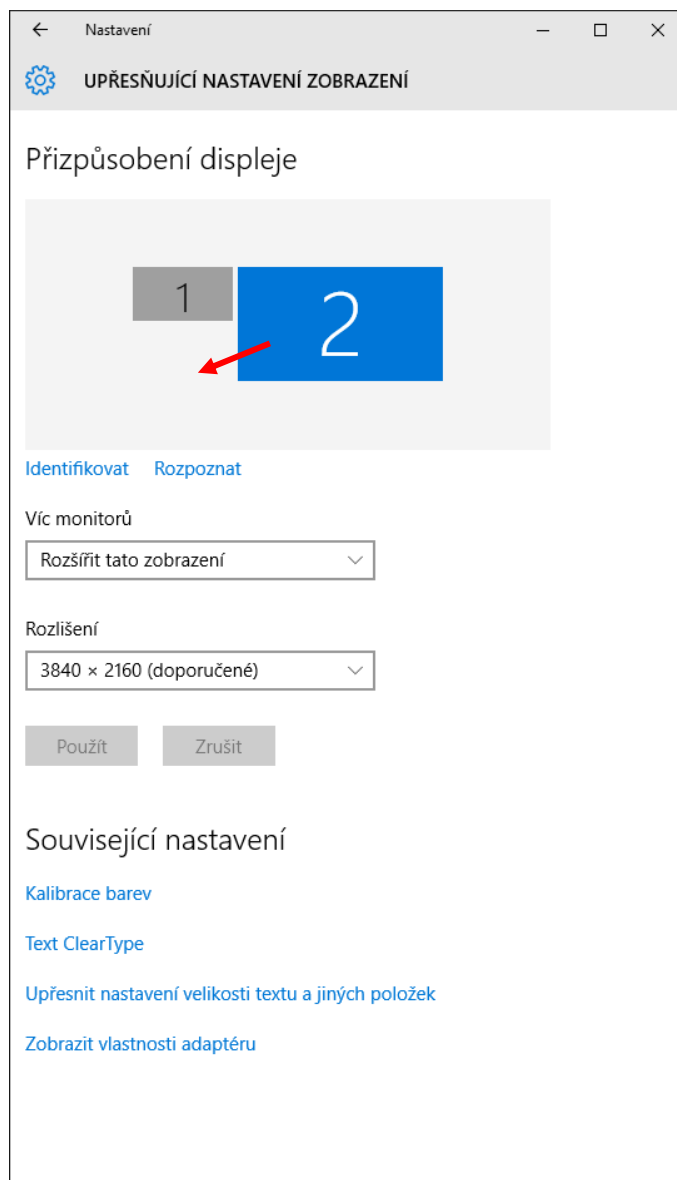 Nastavení
UPŘESŇUJÍCÍ NASTAVENÍ ZOBRAZENÍ
Přizpůsobení displeje
1
2
Identifikovat Rozpoznat
Víc monitorů
Rozšířit tato zobrazení
Rozlišení
3840 × 2160 (doporučené)
Použít Zrušit
Související nastavení
Kalibrace barev
Text ClearType
Upřesnit nastavení velikosti textu a jiných položek
Zobrazit vlastnosti adaptéru